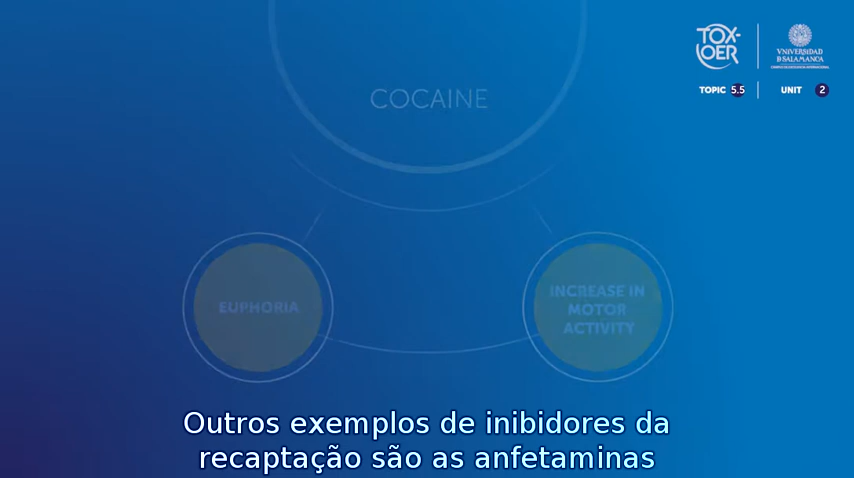 TOX-
OER
VNiVERSiDAD
D SALAMANCA
TOPIC 5.5
UNIT 2
COCAINE
EUPHORIA
INCREASE IN
MOTOR
ACTIVITY
Outros exemplos de inibidores da
recaptação são as anfetaminas